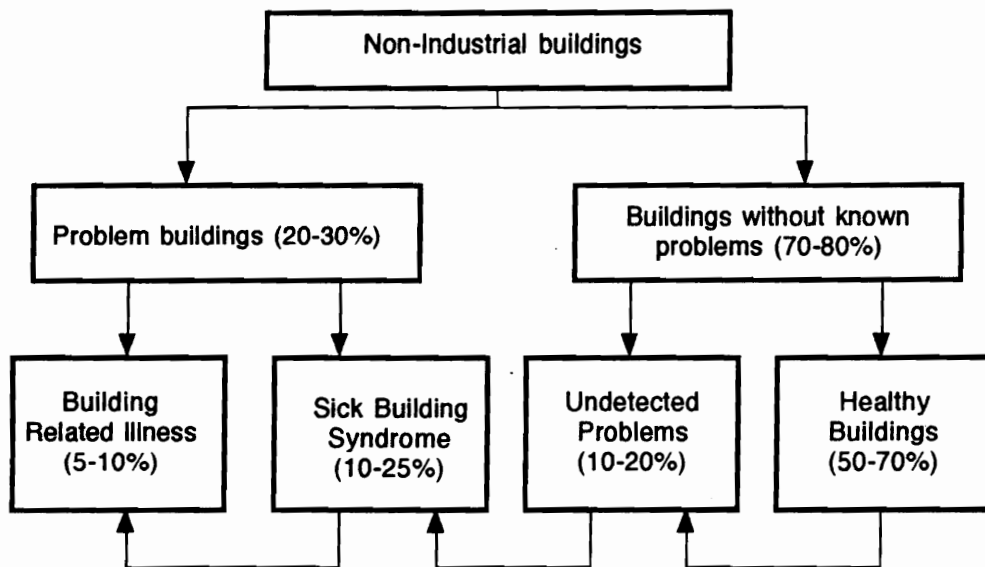 Non-Industrial buildings
Problem buildings (20-30%)
Buildings without known
problems (70-80%)
Building
Related Illness
(5-10%)
Sick Building
Syndrome
(10-25%)
Undetected
Problems
(10-20%)
Healthy
Buildings
(50-70%)